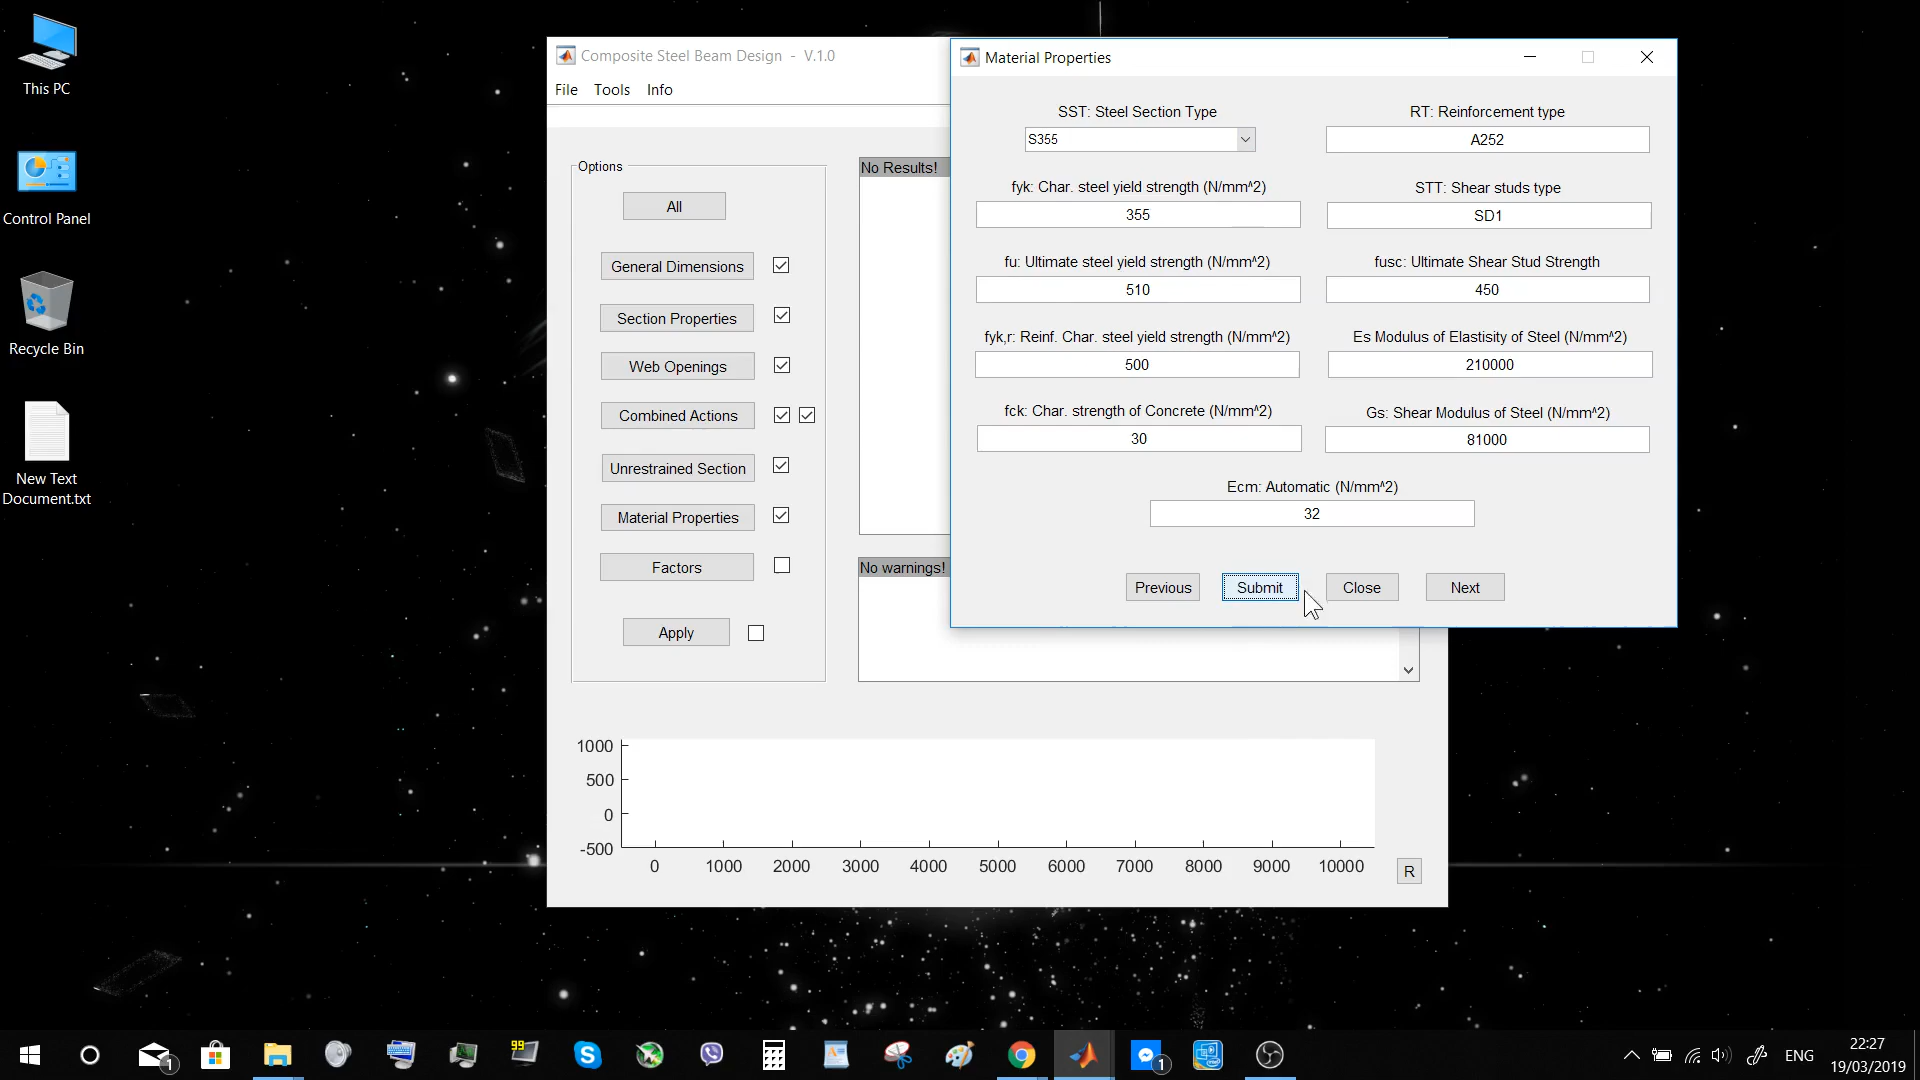 This PC
Control Panel
Recycle Bin
New Text
Document.txt
Composite Steel Beam Design - V.1.0
File Tools Info
Options
All
General Dimensions
Section Properties
Web Openings
Combined Actions
Unrestrained Section
Material Properties
Factors
Apply
No Results!
No warnings!
Material Properties
SST: Steel Section Type
S355
RT: Reinforcement type
A252
fyk: Char. steel yield strength (N/mm^2)
355
STT: Shear studs type
SD1
fu: Ultimate steel yield strength (N/mm^2)
510
fusc: Ultimate Shear Stud Strength
450
fyk,r: Reinf. Char. steel yield strength (N/mm^2)
500
Es Modulus of Elastisity of Steel (N/mm^2)
210000
fck: Char. strength of Concrete (N/mm^2)
30
Gs: Shear Modulus of Steel (N/mm^2)
81000
Ecm: Automatic (N/mm^2)
32
Previous Submit Close Next
1000
500
0
-500
0 1000 2000 3000 4000 5000 6000 7000 8000 9000 10000
R
1
99
1
ENG
22:27
19/03/2019